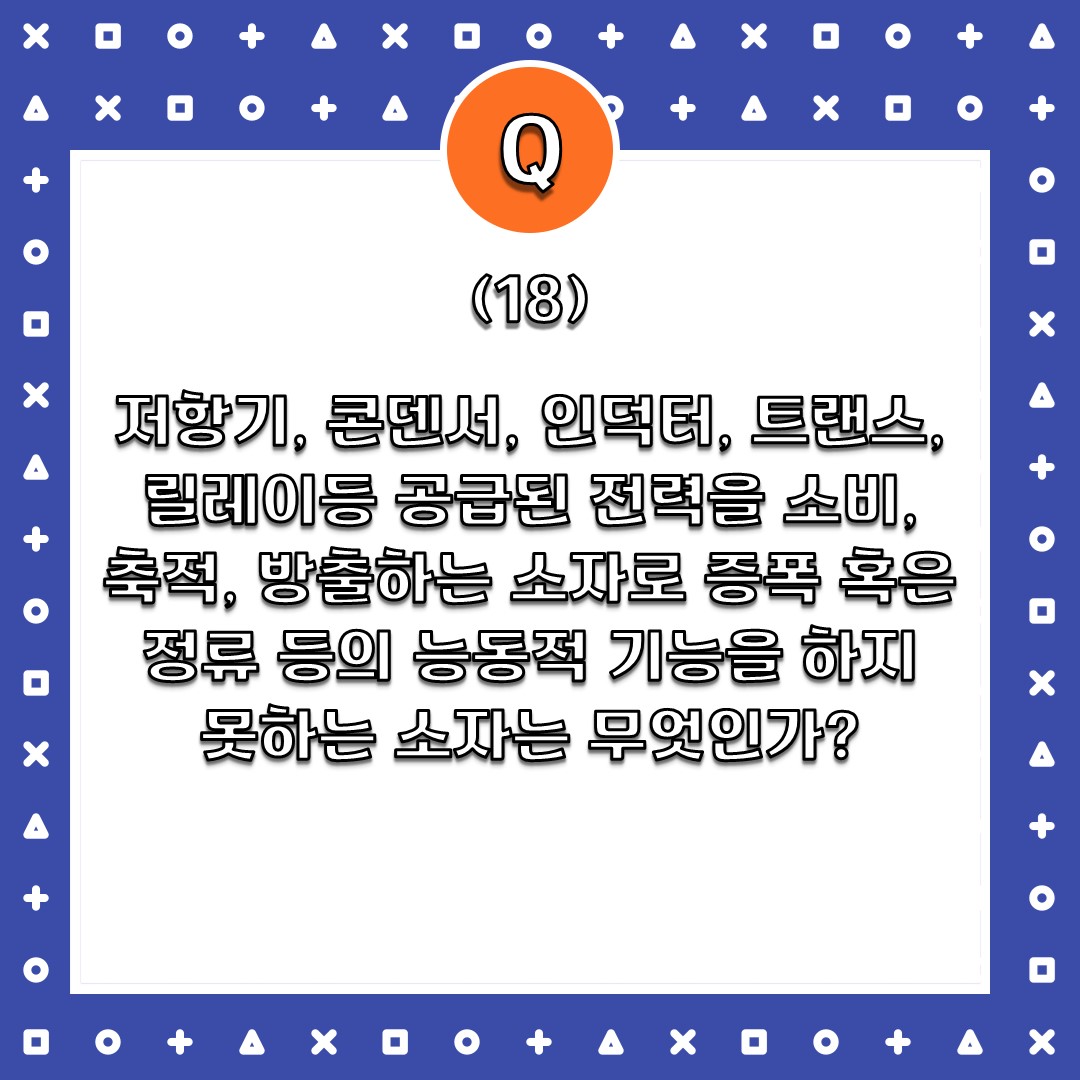 Q
(18)
저항기, 콘덴서, 인덕터, 트랜스,
릴레이등 공급된 전력을 소비,
축적, 방출하는 소자로 증폭 혹은
정류 등의 능동적 기능을 하지
못하는 소자는 무엇인가?